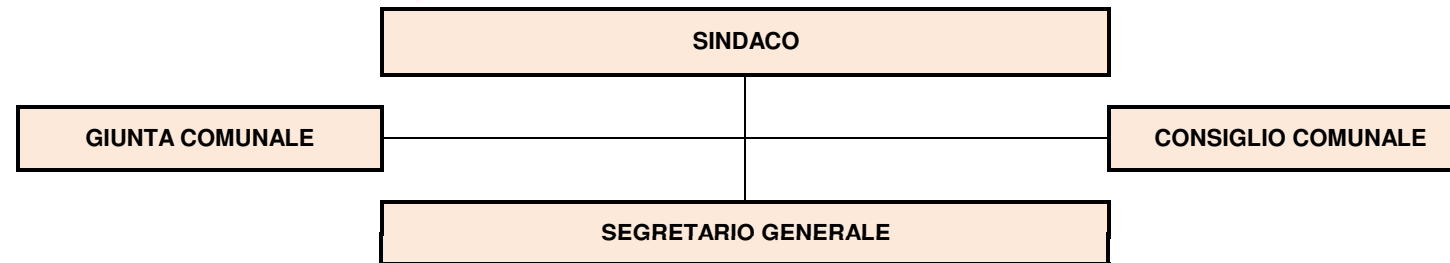 SINDACO
GIUNTA COMUNALE
CONSIGLIO COMUNALE
SEGRETARIO GENERALE